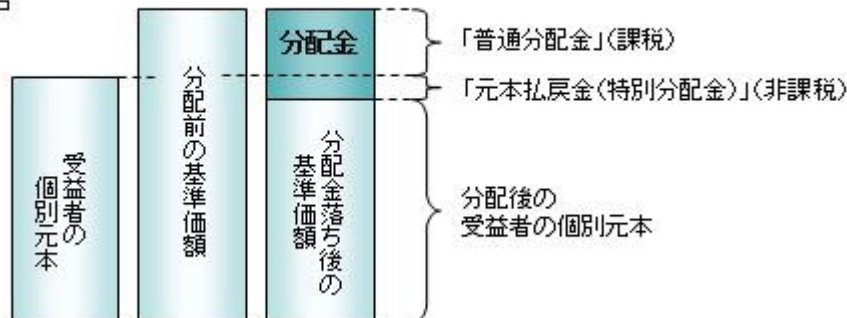 受益者の
個別元本
分配前の基準価額
分配金
分配金落ち後の
基準価額
「普通分配金」(課税)
「元本払戻金(特別分配金)」(非課税)
分配後の
受益者の個別元本